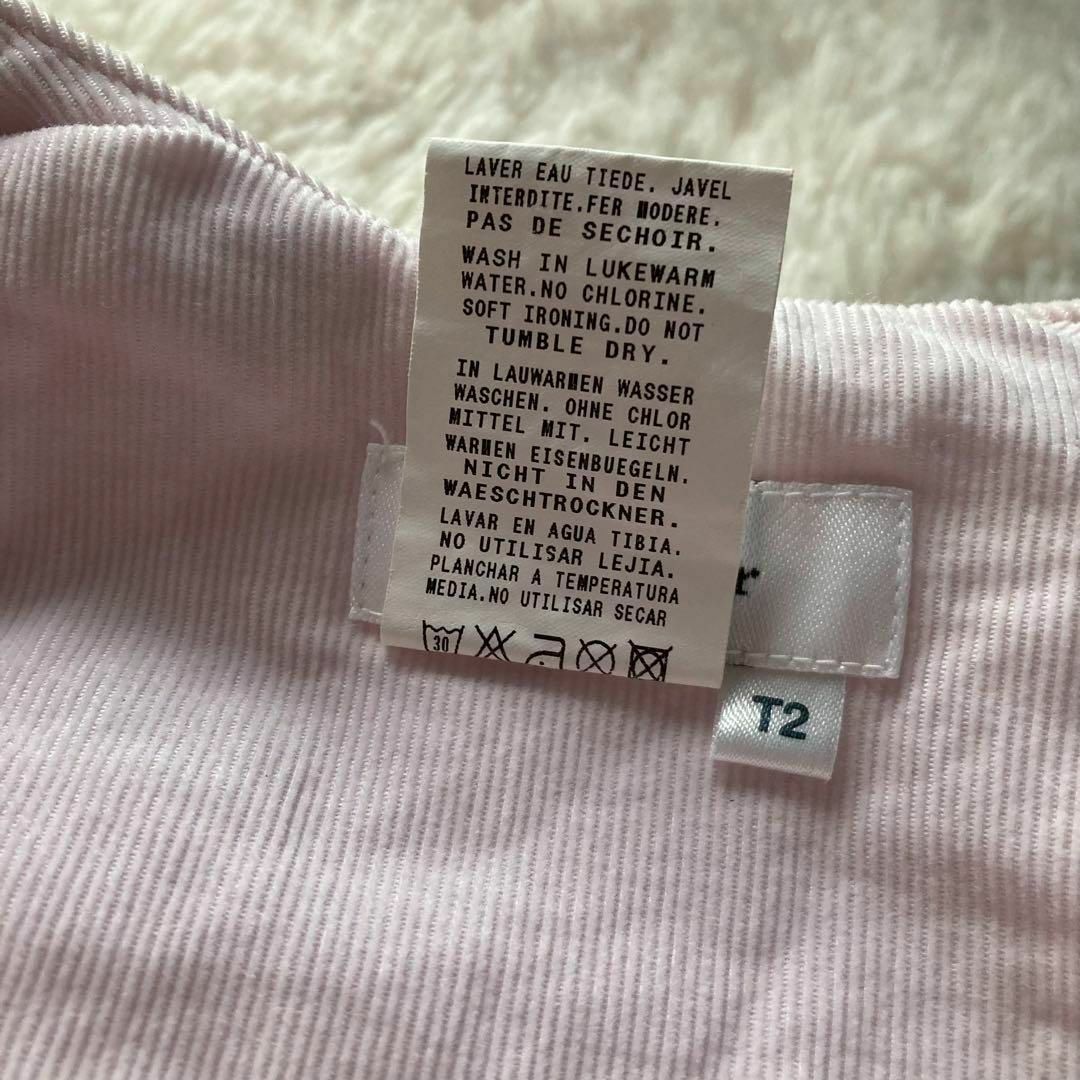 LAVER EAU TIEDE. JAVEL
INTERDITE.FER MODERE.
PAS DE SECHOIR.
WASH IN LUKEWARM
WATER.NO CHLORINE.
SOFT IRONING.DO NOT
TUMBLE DRY.
IN LAUWARMEN WASSER
WASCHEN. OHNE CHLOR
MITTEL MIT. LEICHT
WARMEN EISENBUEGELN.
NICHT IN DEN
WAESCHTROCKNER.
LAVAR EN AGUA TIBIA.
NO UTILISAR LEJIA.
PLANCHAR A TEMPERATURA
MEDIA.NO UTILISAR SECAR
30
r
T2